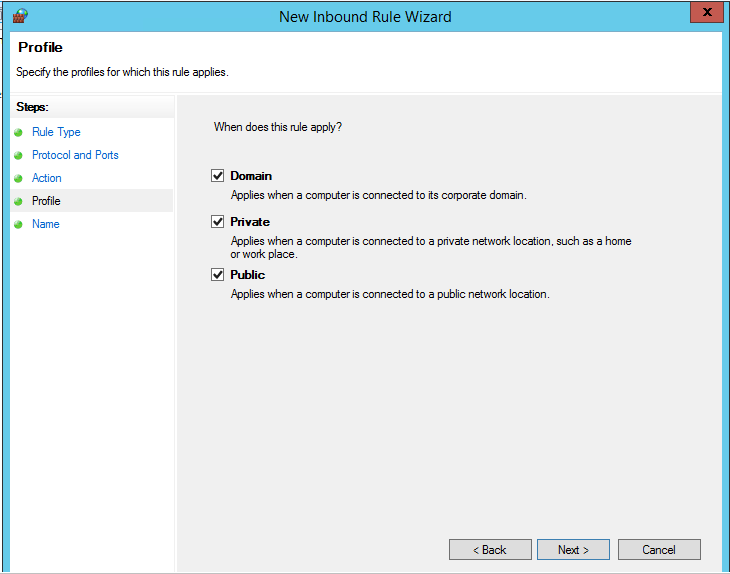 New Inbound Rule Wizard
x
Profile
Specify the profiles for which this rule applies.
Steps:
Rule Type
Protocol and Ports
Action
Profile
Name
When does this rule apply?
Domain
Applies when a computer is connected to its corporate domain.
Private
Applies when a computer is connected to a private network location, such as a home
or work place.
Public
Applies when a computer is connected to a public network location.
< Back
Next >
Cancel